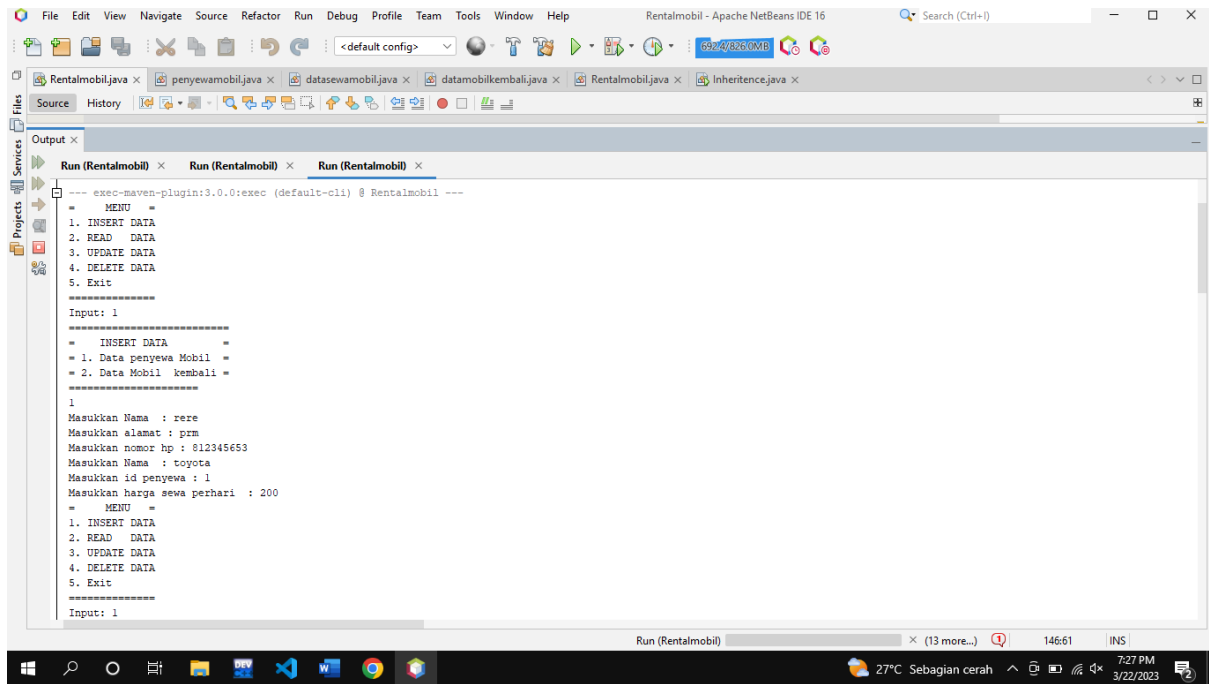 File Edit View Navigate Source Refactor Run Debug Profile Team Tools Window Help Rentalmobil - Apache NetBeans IDE 16 Search (Ctrl+I)
<default config> 692.4/826.0MB
Rentalmobil.java × penyewamobil.java × datasewamobil.java × datamobilkembali.java × Rentalmobil.java × Inheritence.java ×
Source History
Files
Services
Projects
Output ×
Run (Rentalmobil) × Run (Rentalmobil) × Run (Rentalmobil) ×
--- exec-maven-plugin:3.0.0:exec (default-cli) @ Rentalmobil ---
= MENU =
1. INSERT DATA
2. READ DATA
3. UPDATE DATA
4. DELETE DATA
5. Exit
==============
Input: 1
==========================
= INSERT DATA =
= 1. Data penyewa Mobil =
= 2. Data Mobil kembali =
=====================
1
Masukkan Nama : rere
Masukkan alamat : prm
Masukkan nomor hp : 812345653
Masukkan Nama : toyota
Masukkan id penyewa : 1
Masukkan harga sewa perhari : 200
= MENU =
1. INSERT DATA
2. READ DATA
3. UPDATE DATA
4. DELETE DATA
5. Exit
==============
Input: 1
Run (Rentalmobil) × (13 more...) 1 146:61 INS
DEV
27°C Sebagian cerah 7:27 PM
3/22/2023 2